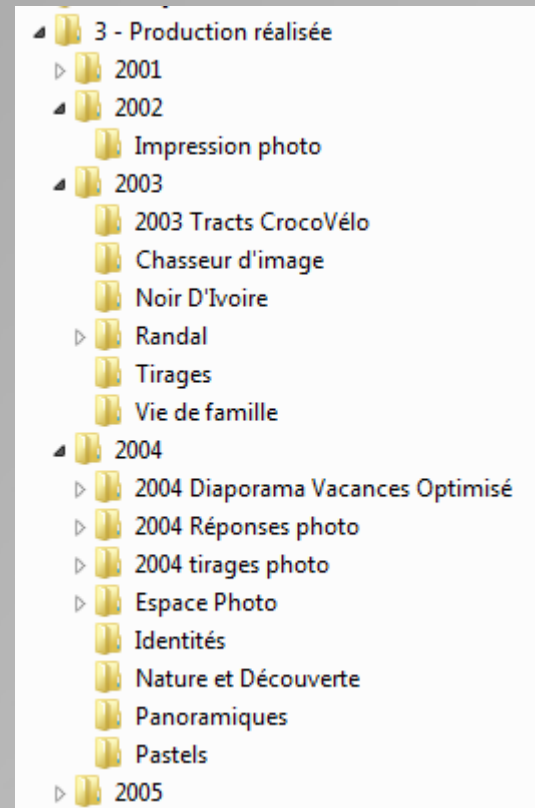 3 - Production réalisée
2001
2002
Impression photo
2003
2003 Tracts CrocoVélo
Chasseur d'image
Noir D'Ivoire
Randal
Tirages
Vie de famille
2004
2004 Diaporama Vacances Optimisé
2004 Réponses photo
2004 tirages photo
Espace Photo
Identités
Nature et Découverte
Panoramiques
Pastels
2005